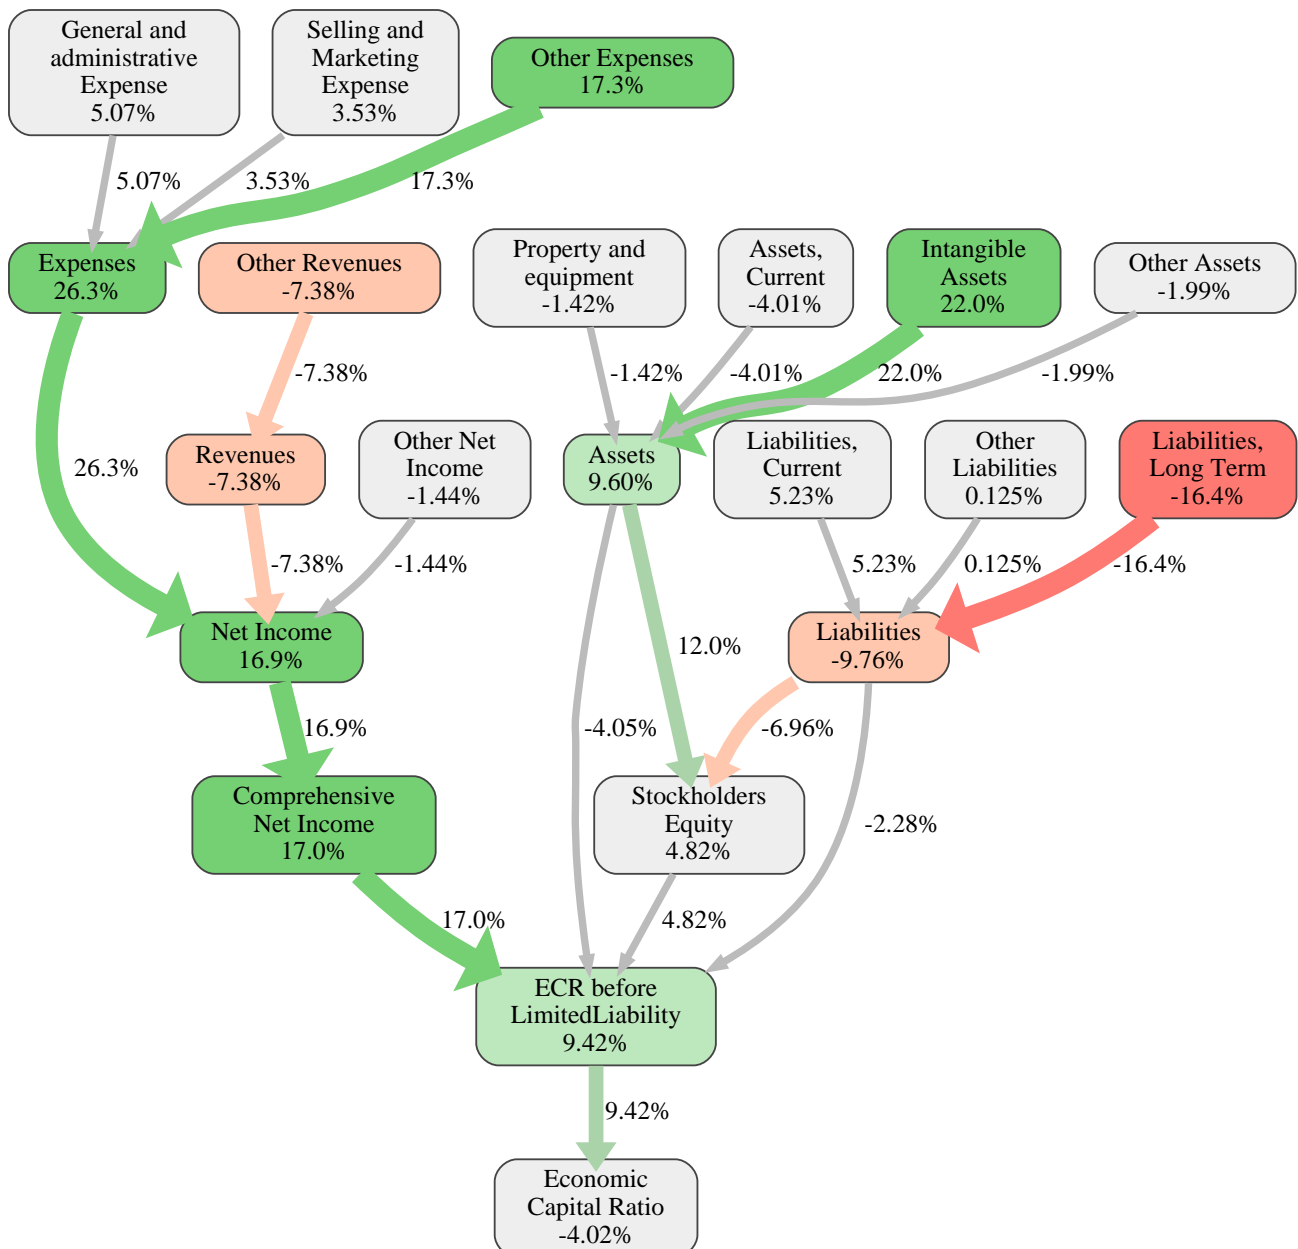 General and
administrative
Expense
5.07%
Selling and
Marketing
Expense
3.53%
Other Expenses
17.3%
5.07%
3.53%
17.3%
Expenses
26.3%
Other Revenues
-7.38%
Property and
equipment
-1.42%
Assets,
Current
-4.01%
Intangible
Assets
22.0%
Other Assets
-1.99%
-7.38%
-1.42%
-4.01%
22.0%
-1.99%
26.3%
Revenues
-7.38%
Other Net
Income
-1.44%
Assets
9.60%
Liabilities,
Current
5.23%
Other
Liabilities
0.125%
Liabilities,
Long Term
-16.4%
-7.38%
-1.44%
5.23%
0.125%
-16.4%
Net Income
16.9%
12.0%
Liabilities
-9.76%
16.9%
-4.05%
-6.96%
Comprehensive
Net Income
17.0%
Stockholders
Equity
4.82%
-2.28%
17.0%
4.82%
ECR before
LimitedLiability
9.42%
9.42%
Economic
Capital Ratio
-4.02%